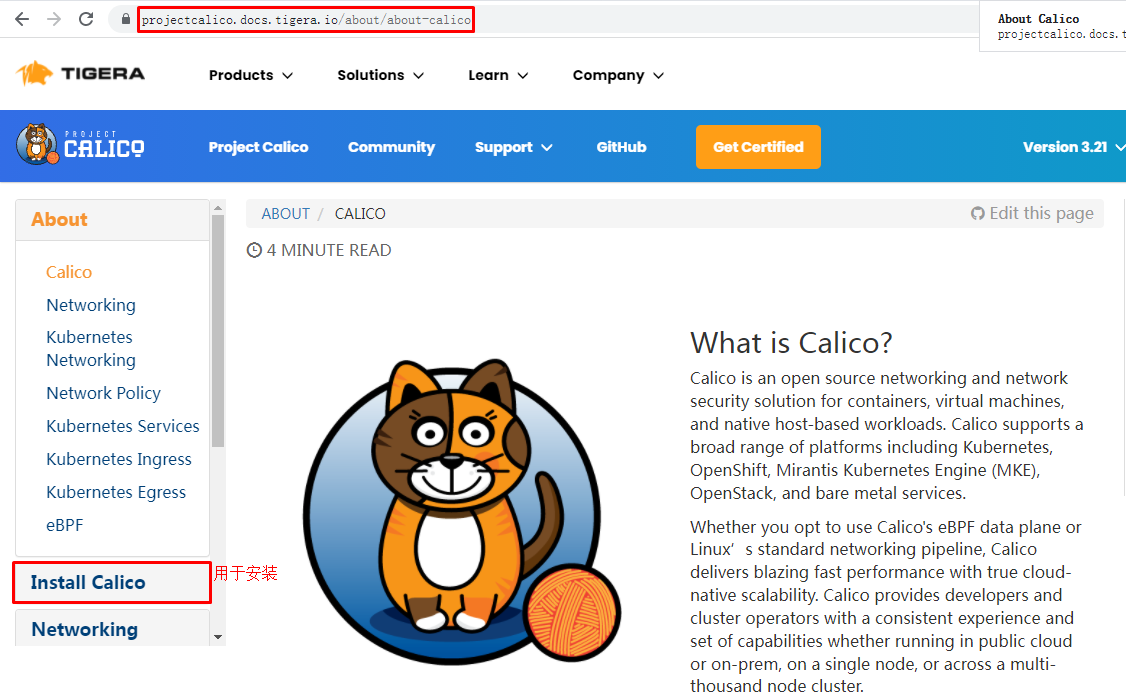 projectcalico.docs.tigera.io/about/about-calico
About Calico
projectcalico.docs.t
TIGERA
Products
Solutions
Learn
Company
PROJECT
CALICO
Project Calico
Community
Support
GitHub
Get Certified
Version 3.21
About
Calico
Networking
Kubernetes
Networking
Network Policy
Kubernetes Services
Kubernetes Ingress
Kubernetes Egress
eBPF
Install Calico
用于安装
Networking
ABOUT / CALICO
Edit this page
4 MINUTE READ
What is Calico?
Calico is an open source networking and network
security solution for containers, virtual machines,
and native host-based workloads. Calico supports a
broad range of platforms including Kubernetes,
OpenShift, Mirantis Kubernetes Engine (MKE),
OpenStack, and bare metal services.
Whether you opt to use Calico's eBPF data plane or
Linux’s standard networking pipeline, Calico
delivers blazing fast performance with true cloud-
native scalability. Calico provides developers and
cluster operators with a consistent experience and
set of capabilities whether running in public cloud
or on-prem, on a single node, or across a multi-
thousand node cluster.